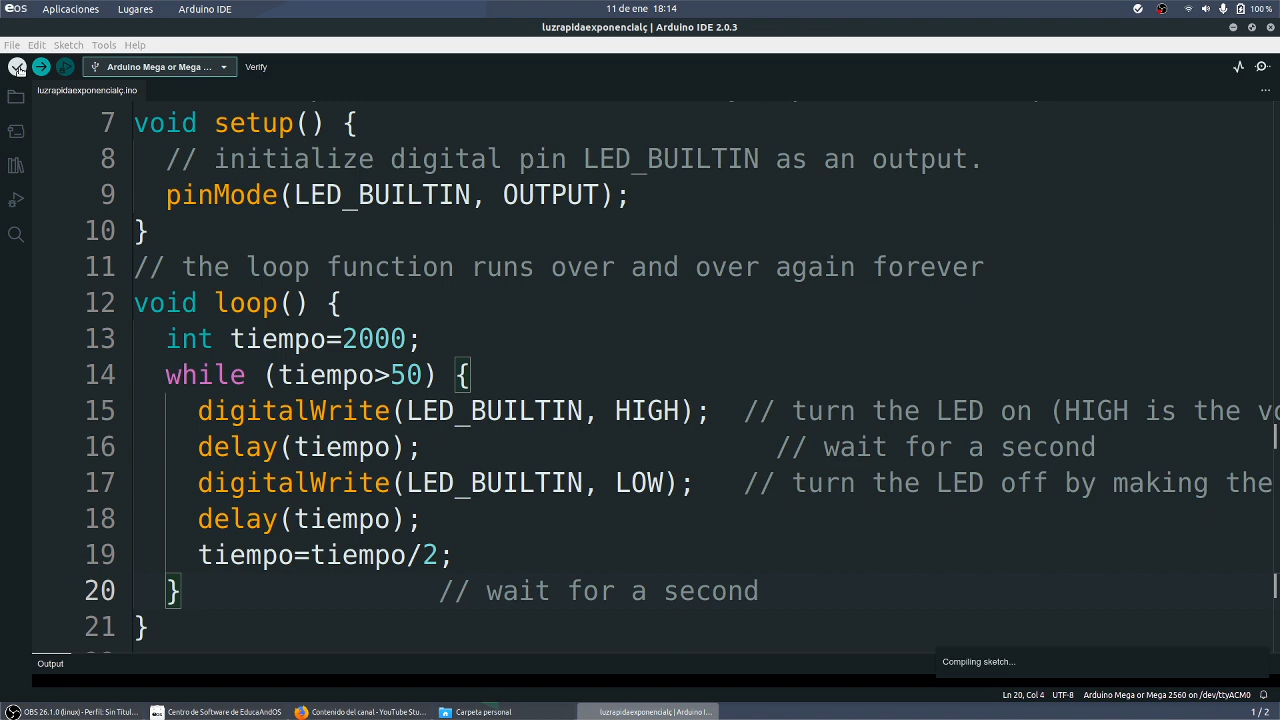 eos Aplicaciones Lugares Arduino IDE 11 de ene 18:14 100 %
luzrapidaexponencialç | Arduino IDE 2.0.3
File Edit Sketch Tools Help
Arduino Mega or Mega ... Verify
luzrapidaexponencialç.ino
7 void setup() {
8 // initialize digital pin LED_BUILTIN as an output.
9 pinMode(LED_BUILTIN, OUTPUT);
10 }
11 // the loop function runs over and over again forever
12 void loop() {
13 int tiempo=2000;
14 while (tiempo>50) {
15 digitalWrite(LED_BUILTIN, HIGH); // turn the LED on (HIGH is the vo
16 delay(tiempo); // wait for a second
17 digitalWrite(LED_BUILTIN, LOW); // turn the LED off by making the
18 delay(tiempo);
19 tiempo=tiempo/2;
20 } // wait for a second
21 }
Output
Compiling sketch...
Ln 20, Col 4 UTF-8 Arduino Mega or Mega 2560 on /dev/ttyACM0
OBS 26.1.0 (linux) - Perfil: Sin Titul... Centro de Software de EducaAndOS Contenido del canal - YouTube Stu... Carpeta personal luzrapidaexponencialç | Arduino I... 1 / 2